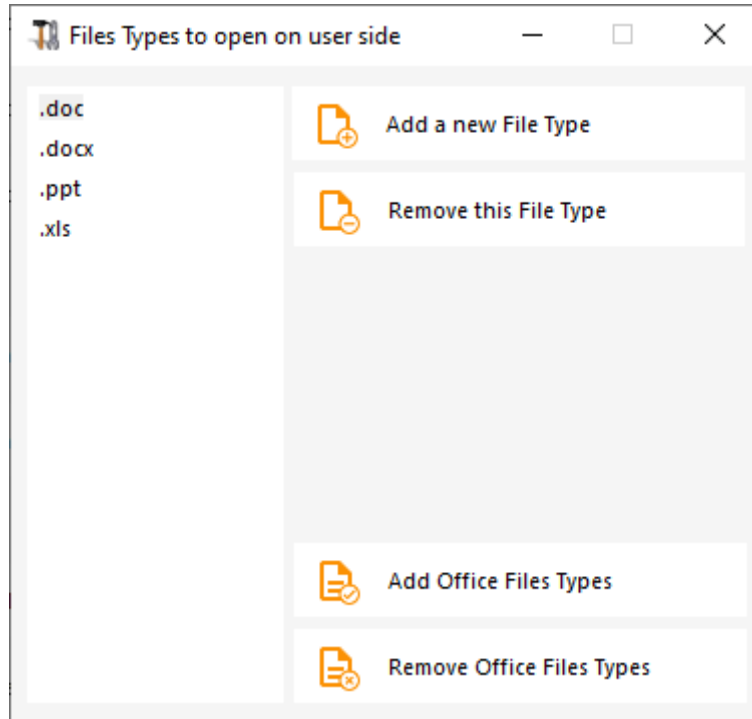 Files Types to open on user side
.doc
.docx
.ppt
.xls
Add a new File Type
Remove this File Type
Add Office Files Types
Remove Office Files Types